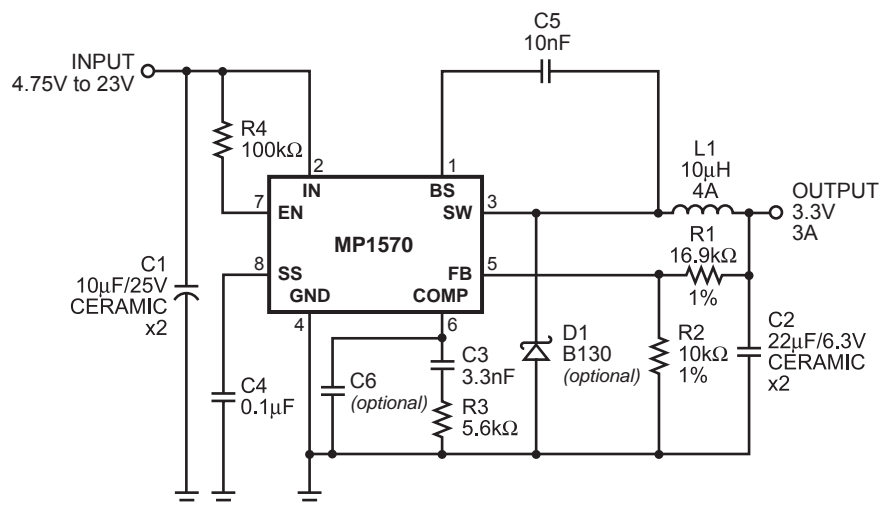 C5
10nF
INPUT
4.75V to 23V
R4
100kΩ
2
IN
1
BS
L1
10µH
4A
OUTPUT
3.3V
3A
7
EN
SW
3
MP1570
R1
16.9kΩ
1%
8
SS
FB
5
C1
10µF/25V
CERAMIC
x2
GND
COMP
4
6
C4
0.1µF
C6
(optional)
C3
3.3nF
R3
5.6kΩ
D1
B130
(optional)
R2
10kΩ
1%
C2
22µF/6.3V
CERAMIC
x2